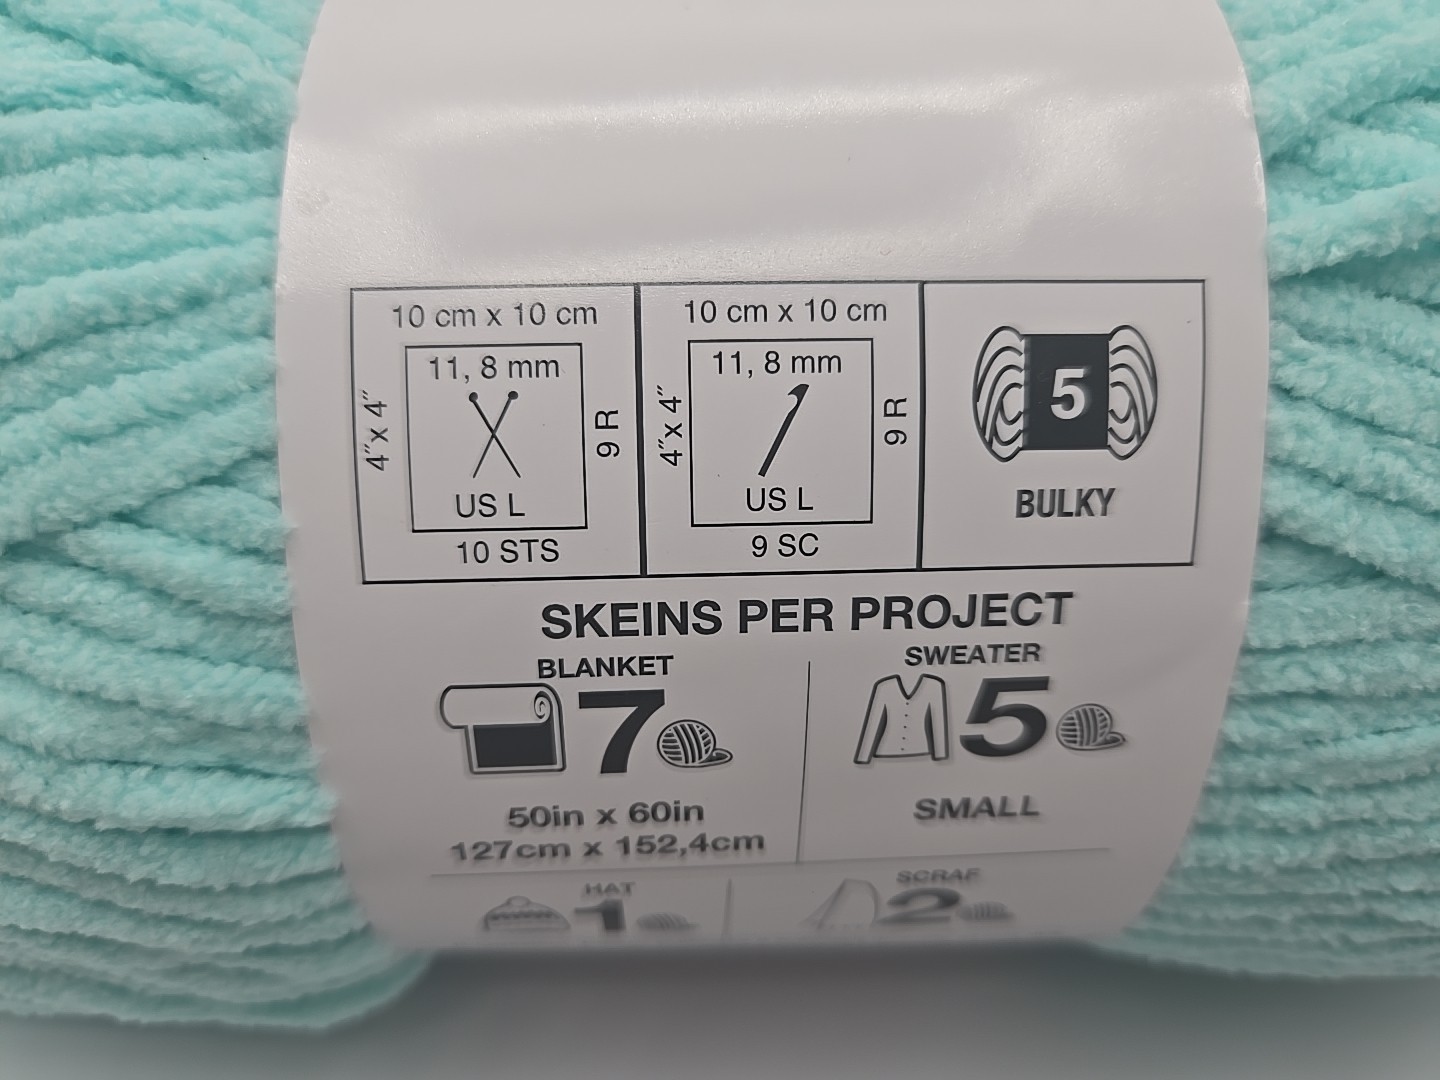 10 cm x 10 cm
11, 8 mm
4"x 4"
9 R
US L
10 STS
10 cm x 10 cm
11, 8 mm
4"x 4"
9 R
US L
9 SC
5
BULKY
SKEINS PER PROJECT
BLANKET
7
50in x 60in
127cm x 152,4cm
SWEATER
5
SMALL
HAT
1
SCRAF
2